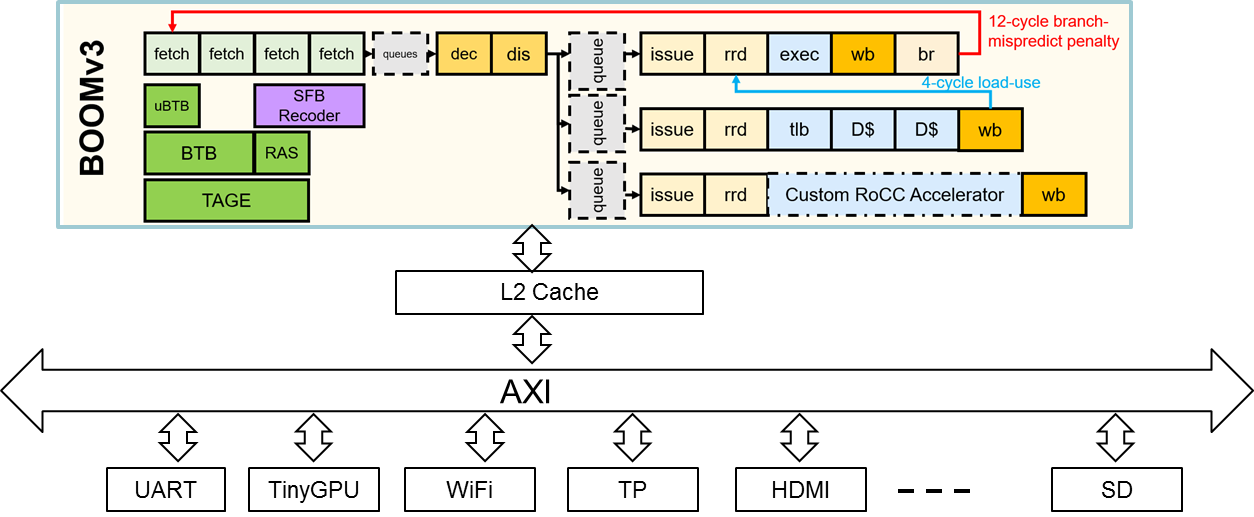 BOOMv3
fetch fetch fetch fetch
queues
dec dis
queue
issue rrd exec wb br
12-cycle branch-
mispredict penalty
uBTB
SFB
Recoder
4-cycle load-use
BTB RAS
queue
issue rrd tlb D$ D$ wb
TAGE
queue
issue rrd Custom RoCC Accelerator wb
L2 Cache
AXI
UART TinyGPU WiFi TP HDMI SD